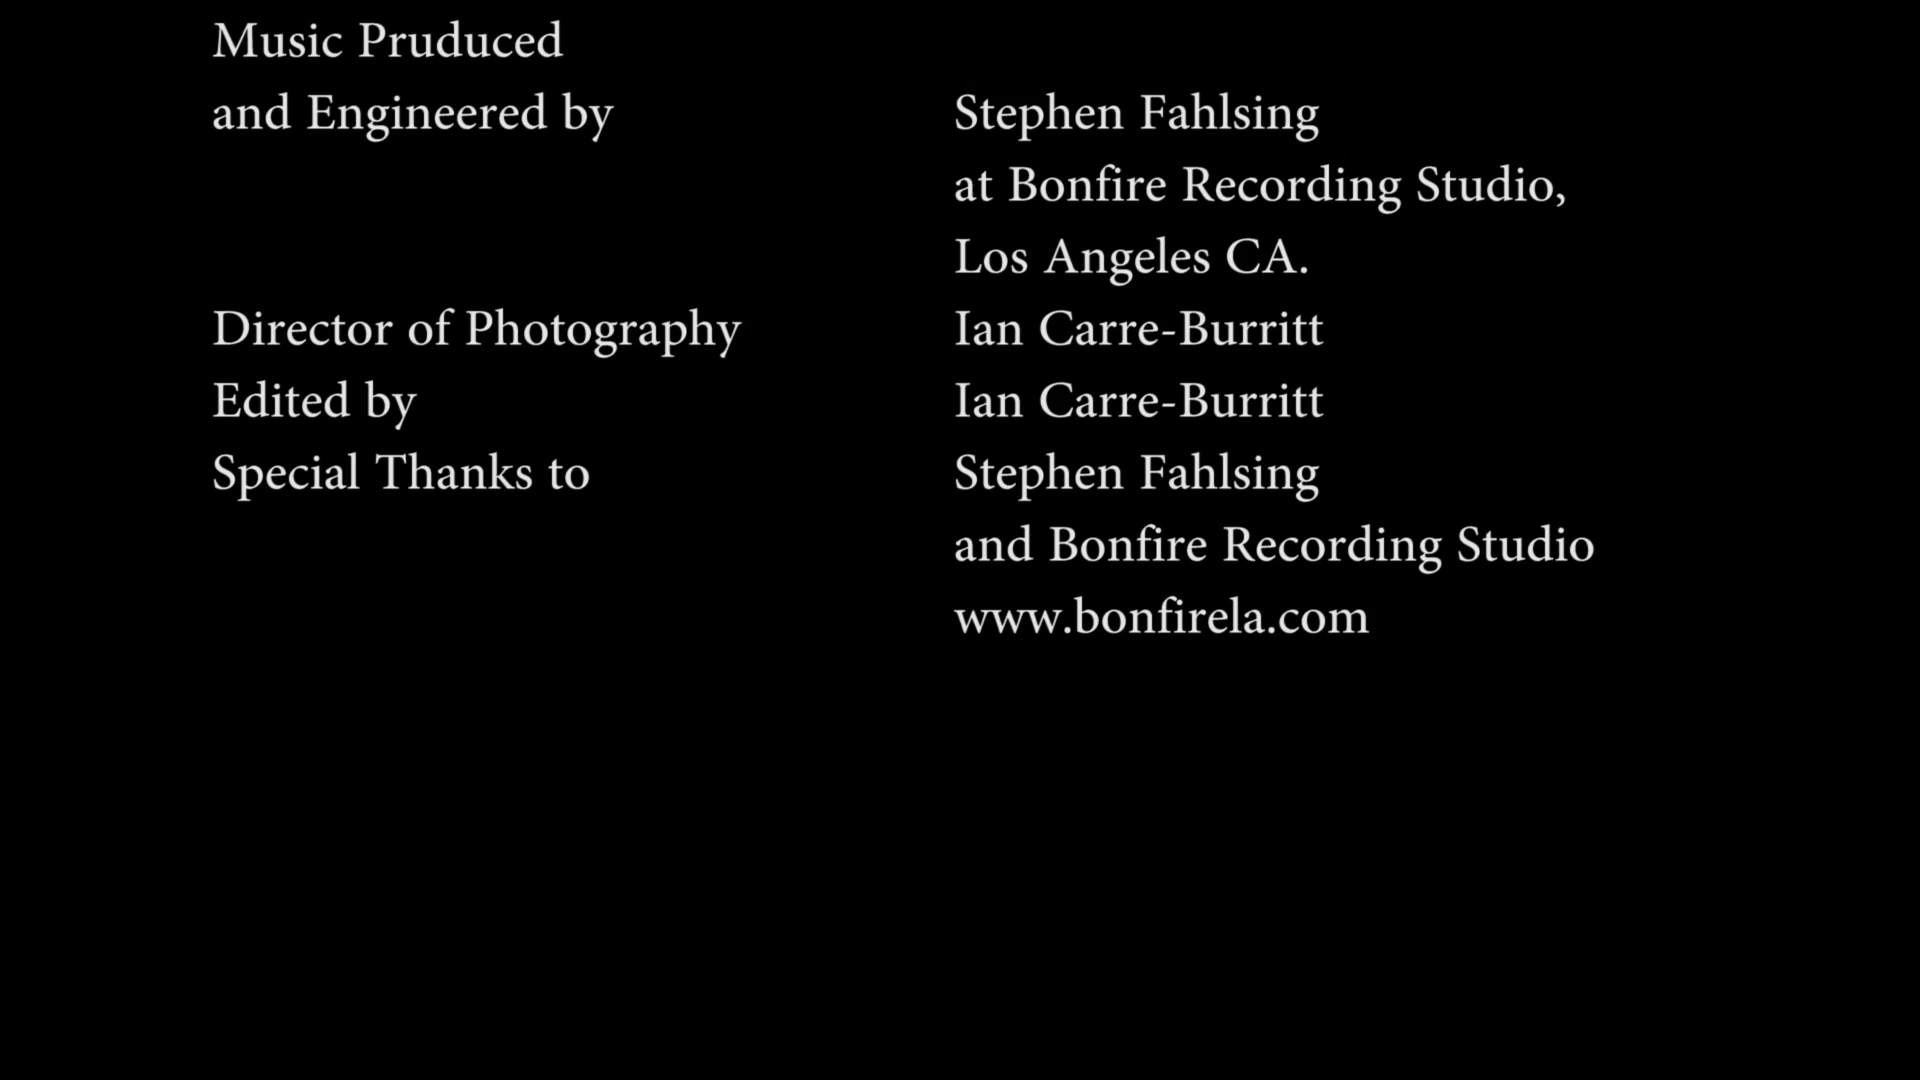 Music Pruduced
and Engineered by Stephen Fahlsing
at Bonfire Recording Studio,
Los Angeles CA.
Director of Photography Ian Carre-Burritt
Edited by Ian Carre-Burritt
Special Thanks to Stephen Fahlsing
and Bonfire Recording Studio
www.bonfirela.com